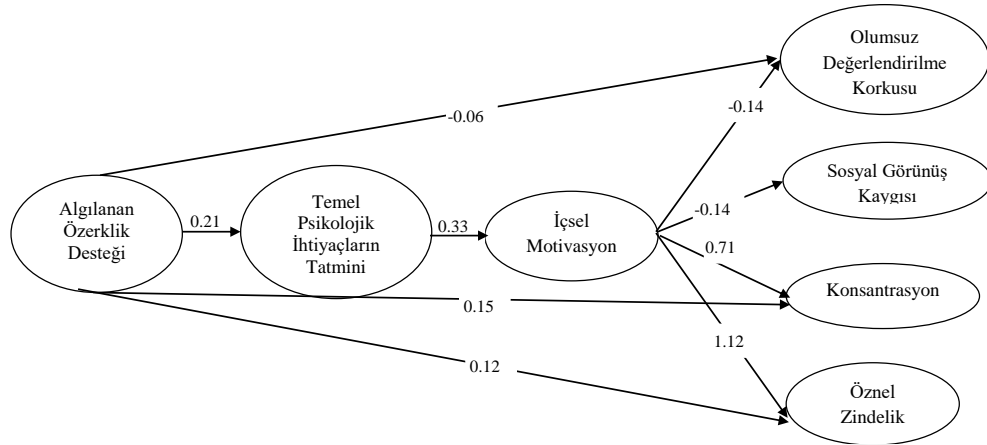 Olumsuz
Değerlendirilme
Korkusu
-0.06
-0.14
Algılanan
Özerklik
Desteği
0.21
Temel
Psikolojik
İhtiyaçların
Tatmini
0.33
İçsel
Motivasyon
-0.14
Sosyal Görünüş
Kaygısı
0.71
0.15
Konsantrasyon
1.12
0.12
Öznel
Zindelik